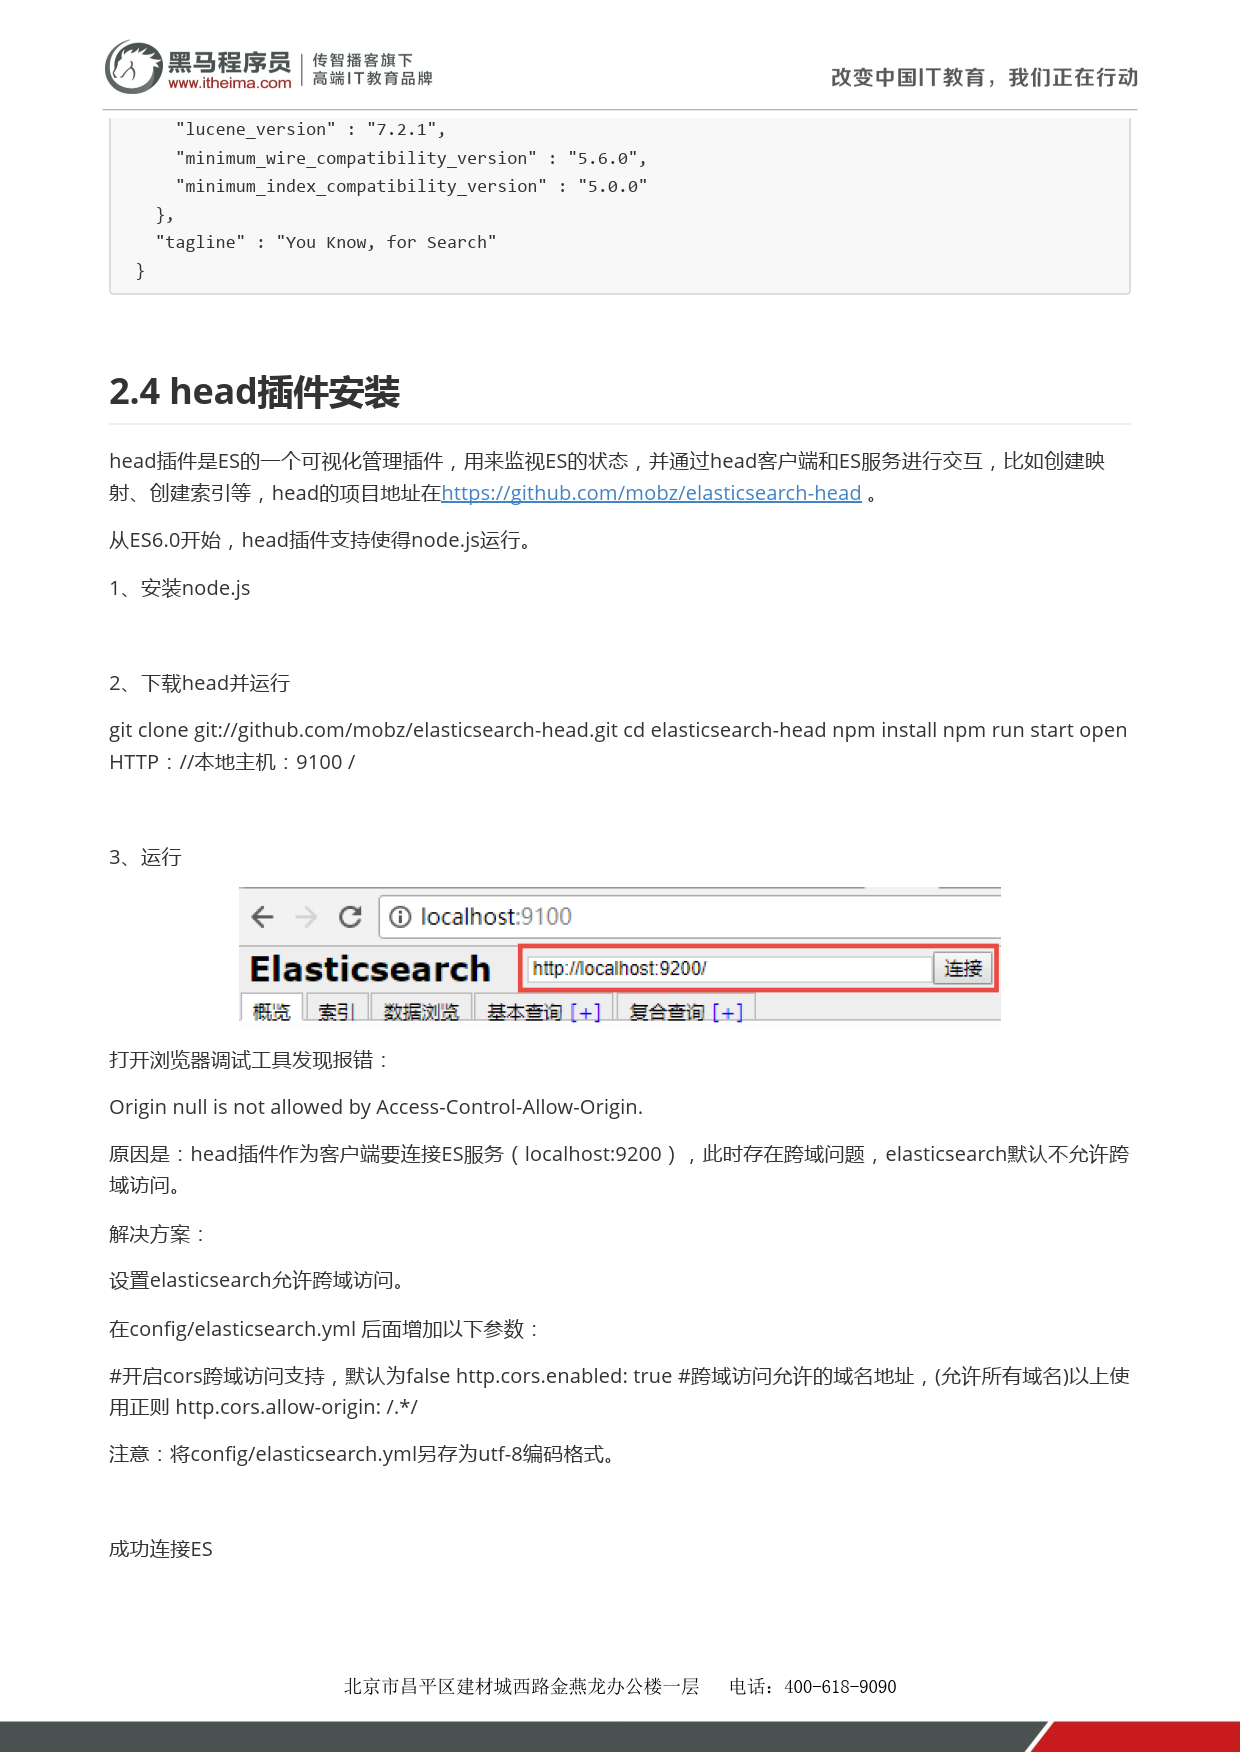 黑马程序员
www.itheima.com
传智播客旗下
高端IT教育品牌
改变中国IT教育，我们正在行动
"lucene_version" : "7.2.1",
"minimum_wire_compatibility_version" : "5.6.0",
"minimum_index_compatibility_version" : "5.0.0"
},
"tagline" : "You Know, for Search"
}
2.4 head插件安装
head插件是ES的一个可视化管理插件，用来监视ES的状态，并通过head客户端和ES服务进行交互，比如创建映
射、创建索引等，head的项目地址在https://github.com/mobz/elasticsearch-head 。
从ES6.0开始，head插件支持使得node.js运行。
1、安装node.js
2、下载head并运行
git clone git://github.com/mobz/elasticsearch-head.git cd elasticsearch-head npm install npm run start open
HTTP：//本地主机：9100 /
3、运行
localhost:9100
Elasticsearch http://localhost:9200/ 连接
概览 索引 数据浏览 基本查询 [+] 复合查询 [+]
打开浏览器调试工具发现报错：
Origin null is not allowed by Access-Control-Allow-Origin.
原因是：head插件作为客户端要连接ES服务（localhost:9200），此时存在跨域问题，elasticsearch默认不允许跨
域访问。
解决方案：
设置elasticsearch允许跨域访问。
在config/elasticsearch.yml 后面增加以下参数：
#开启cors跨域访问支持，默认为false http.cors.enabled: true #跨域访问允许的域名地址，(允许所有域名)以上使
用正则 http.cors.allow-origin: /.*/
注意：将config/elasticsearch.yml另存为utf-8编码格式。
成功连接ES
北京市昌平区建材城西路金燕龙办公楼一层 电话：400-618-9090